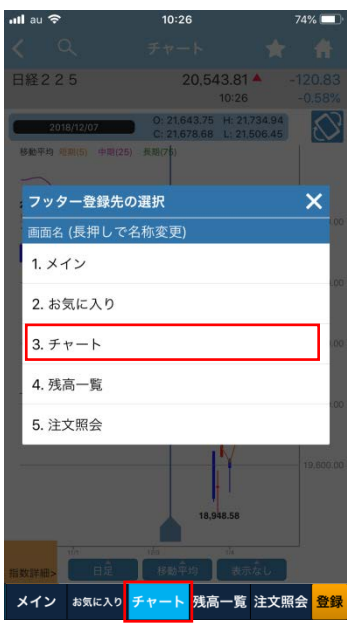 au 10:26 74%
チャート
日経２２５ 20,543.81 ▲ -120.83
10:26 -0.58%
2018/12/07 O: 21,643.75 H: 21,734.94
C: 21,678.68 L: 21,506.45
移動平均 短期(5) 中期(25) 長期(75)
フッター登録先の選択 ✕
画面名 (長押しで名称変更)
1. メイン
2. お気に入り
3. チャート
4. 残高一覧
5. 注文照会
19,600.00
18,948.58
指数詳細> 日足 移動平均 表示なし
メイン お気に入り チャート 残高一覧 注文照会 登録